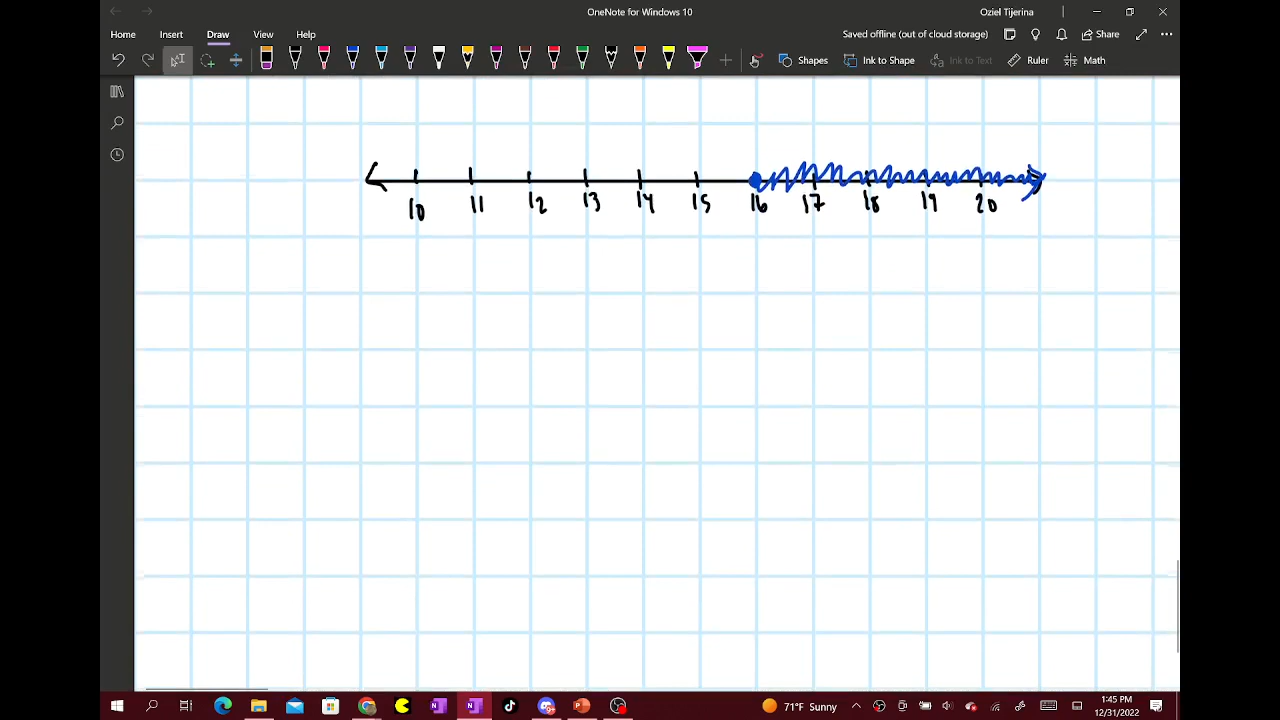 OneNote for Windows 10
Oziel Tijerina
Home Insert Draw View Help
Saved offline (out of cloud storage)
Share
Shapes
Ink to Shape
Ink to Text
Ruler
Math
10 11 12 13 14 15 16 17 18 19 20
71°F Sunny
1:45 PM
12/31/2022